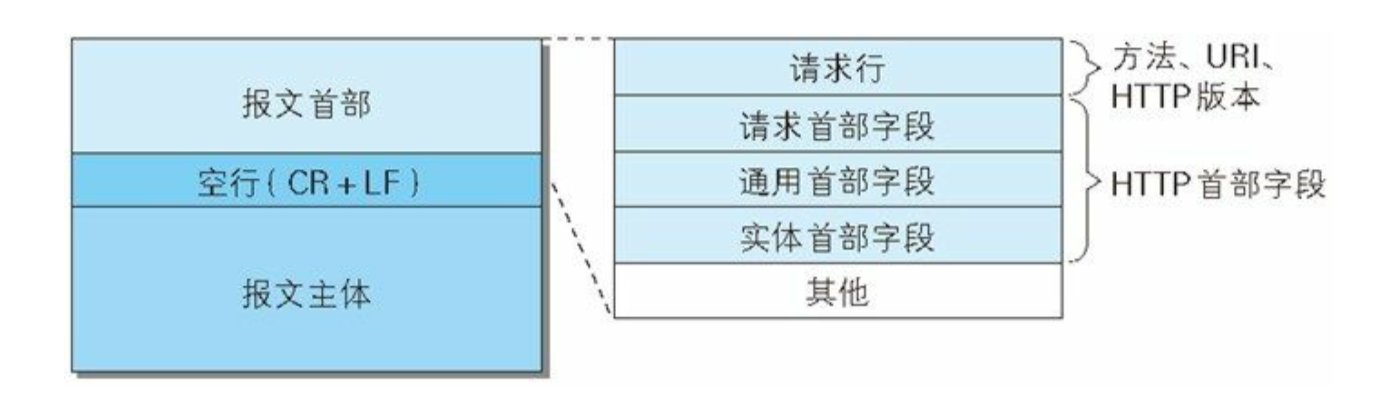 报文首部
空行(CR+LF)
报文主体
请求行
请求首部字段
通用首部字段
实体首部字段
其他
方法、URI、
HTTP版本
HTTP首部字段